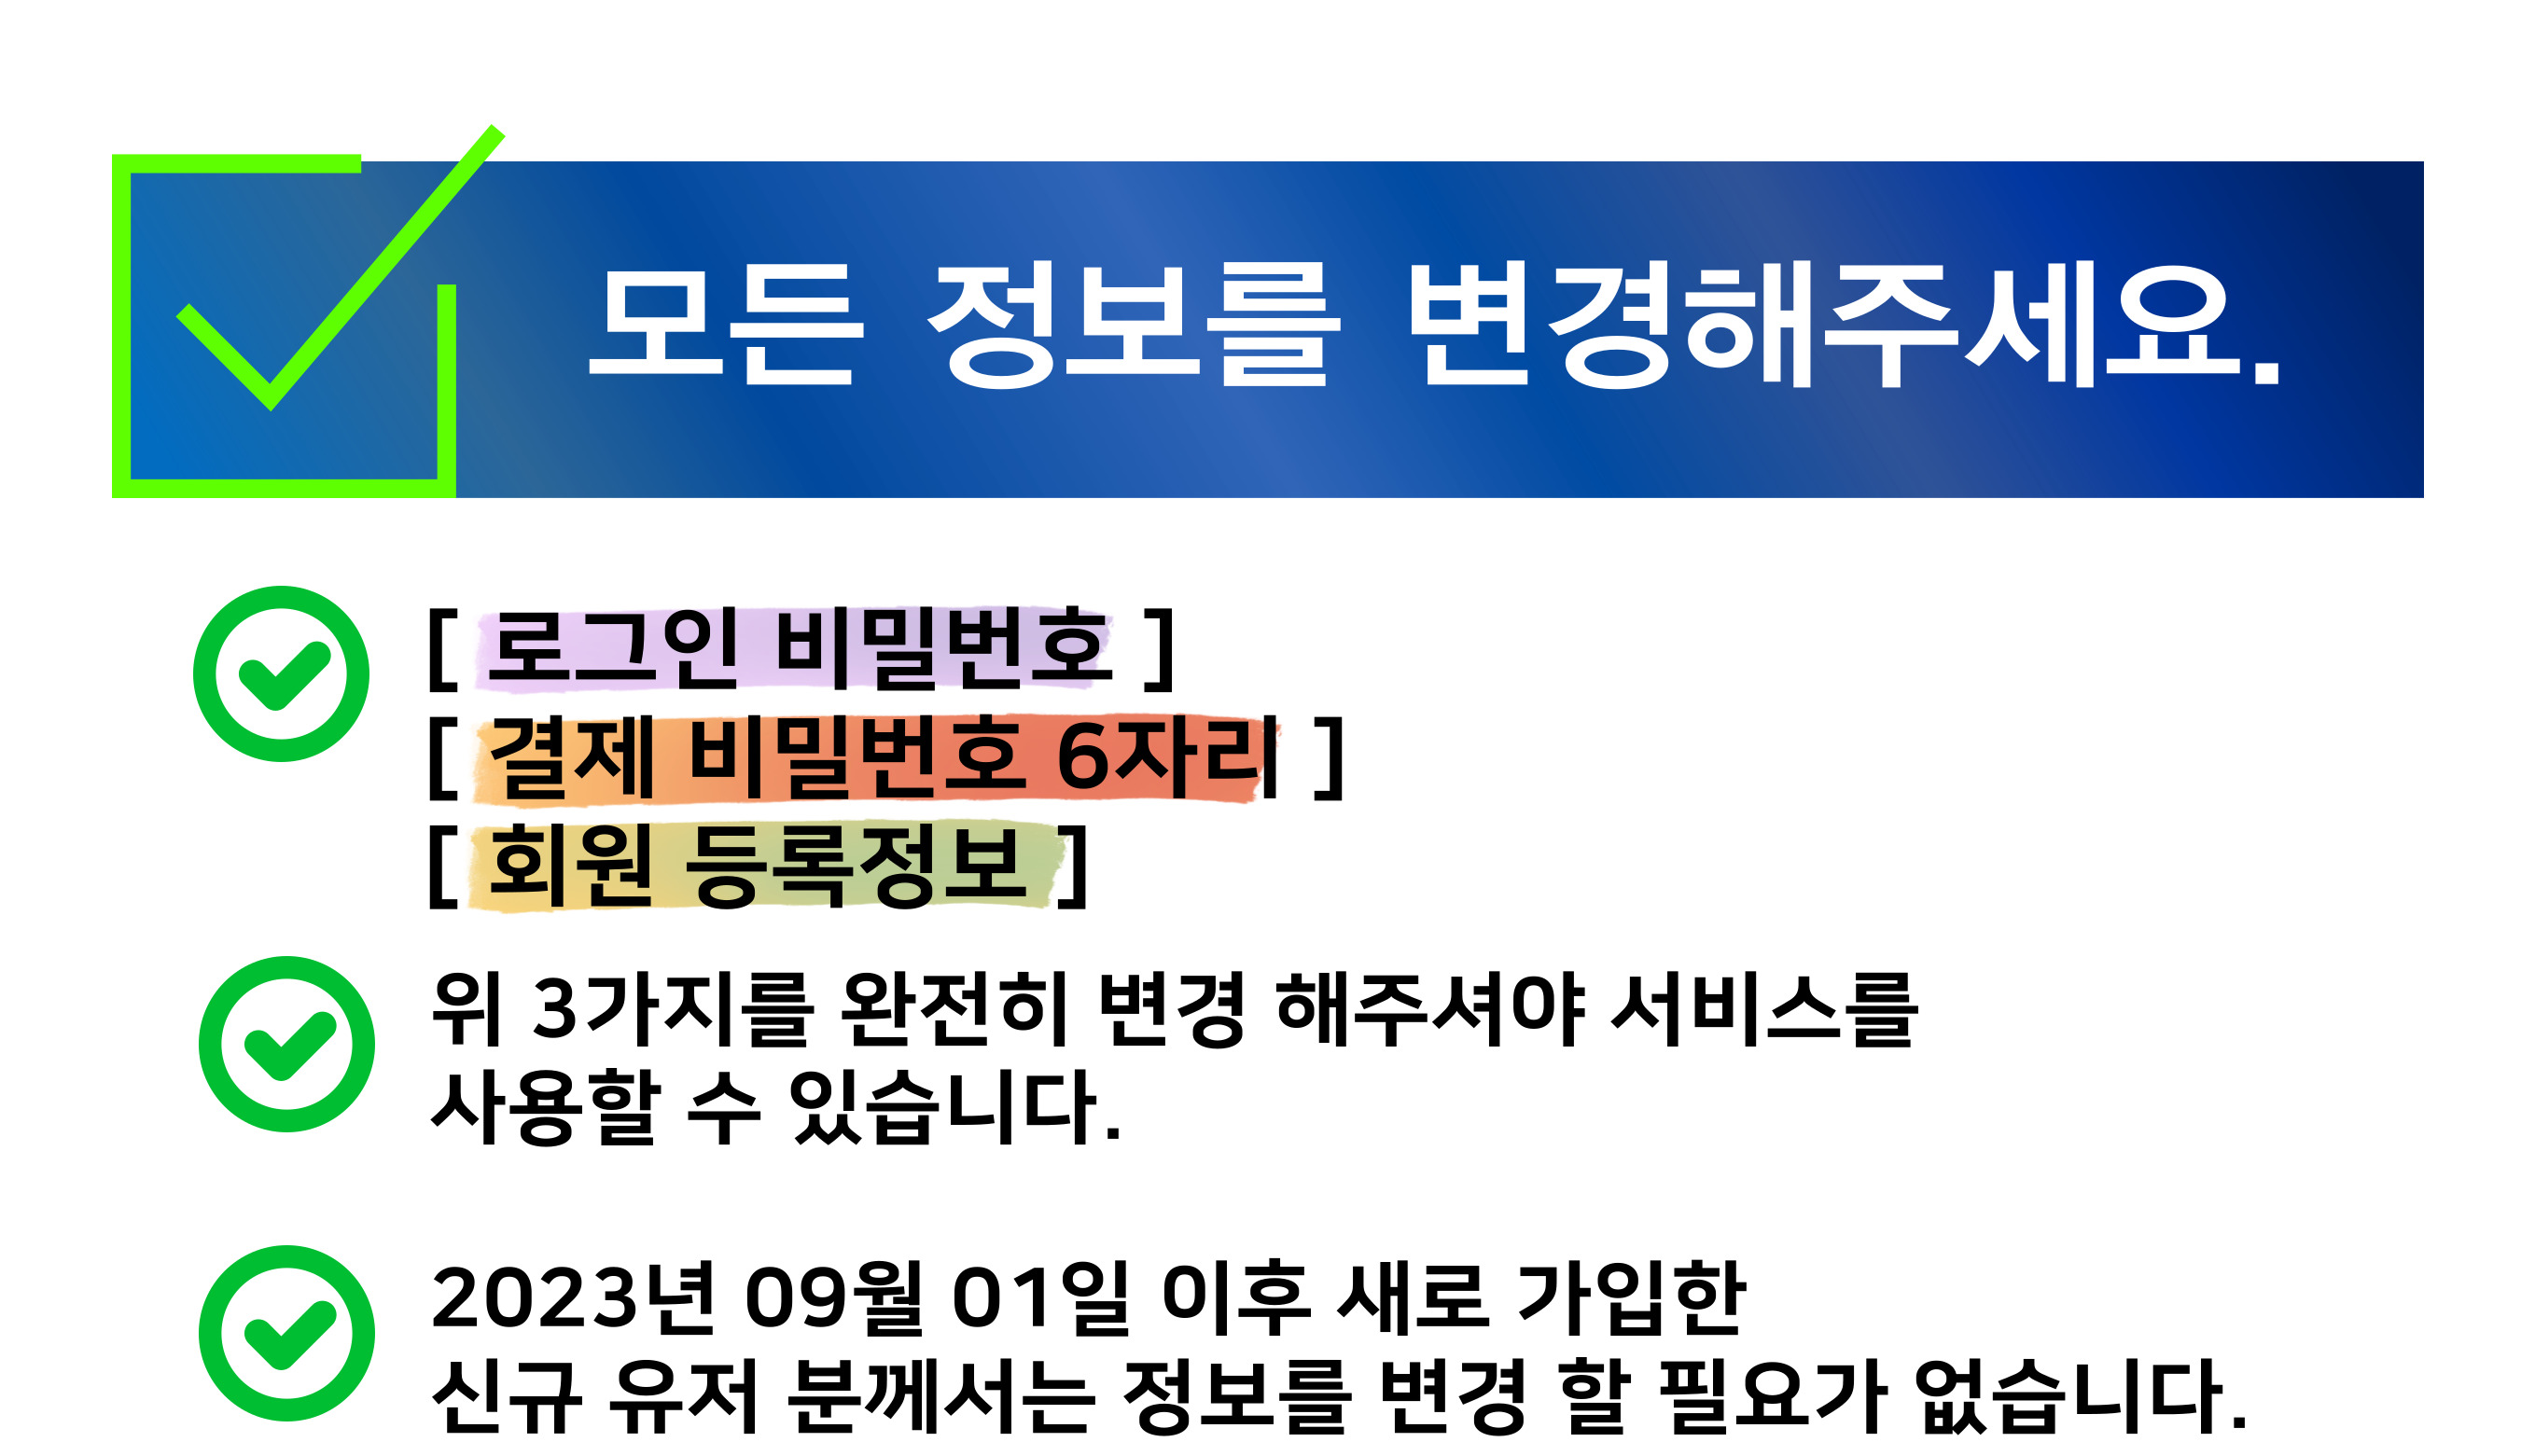 모든 정보를 변경해주세요.
[ 로그인 비밀번호 ]
[ 결제 비밀번호 6자리 ]
[ 회원 등록정보 ]
위 3가지를 완전히 변경 해주셔야 서비스를
사용할 수 있습니다.
2023년 09월 01일 이후 새로 가입한
신규 유저 분께서는 정보를 변경 할 필요가 없습니다.